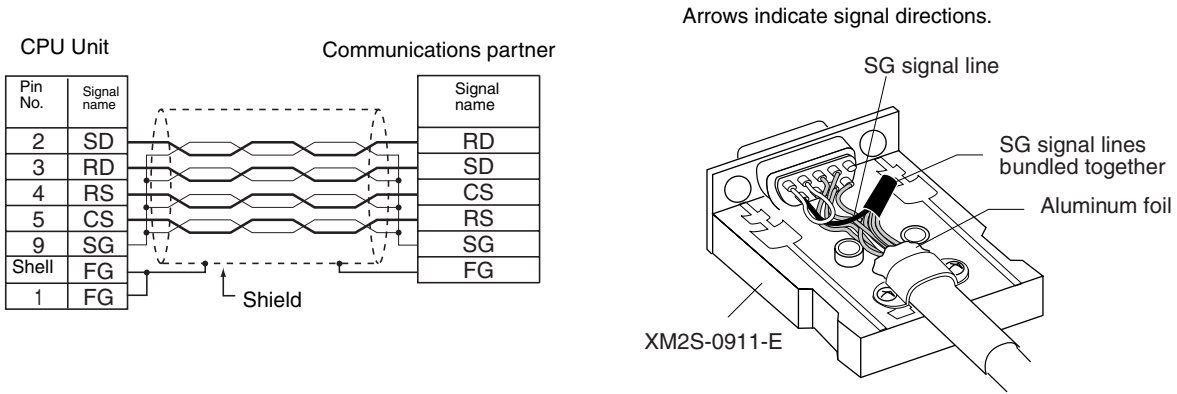 Arrows indicate signal directions.
CPU Unit
Communications partner
Pin No.
Signal name
Signal name
2 SD RD
3 RD SD
4 RS CS
5 CS RS
9 SG SG
Shell FG FG
1 FG
Shield
SG signal line
SG signal lines
bundled together
Aluminum foil
XM2S-0911-E